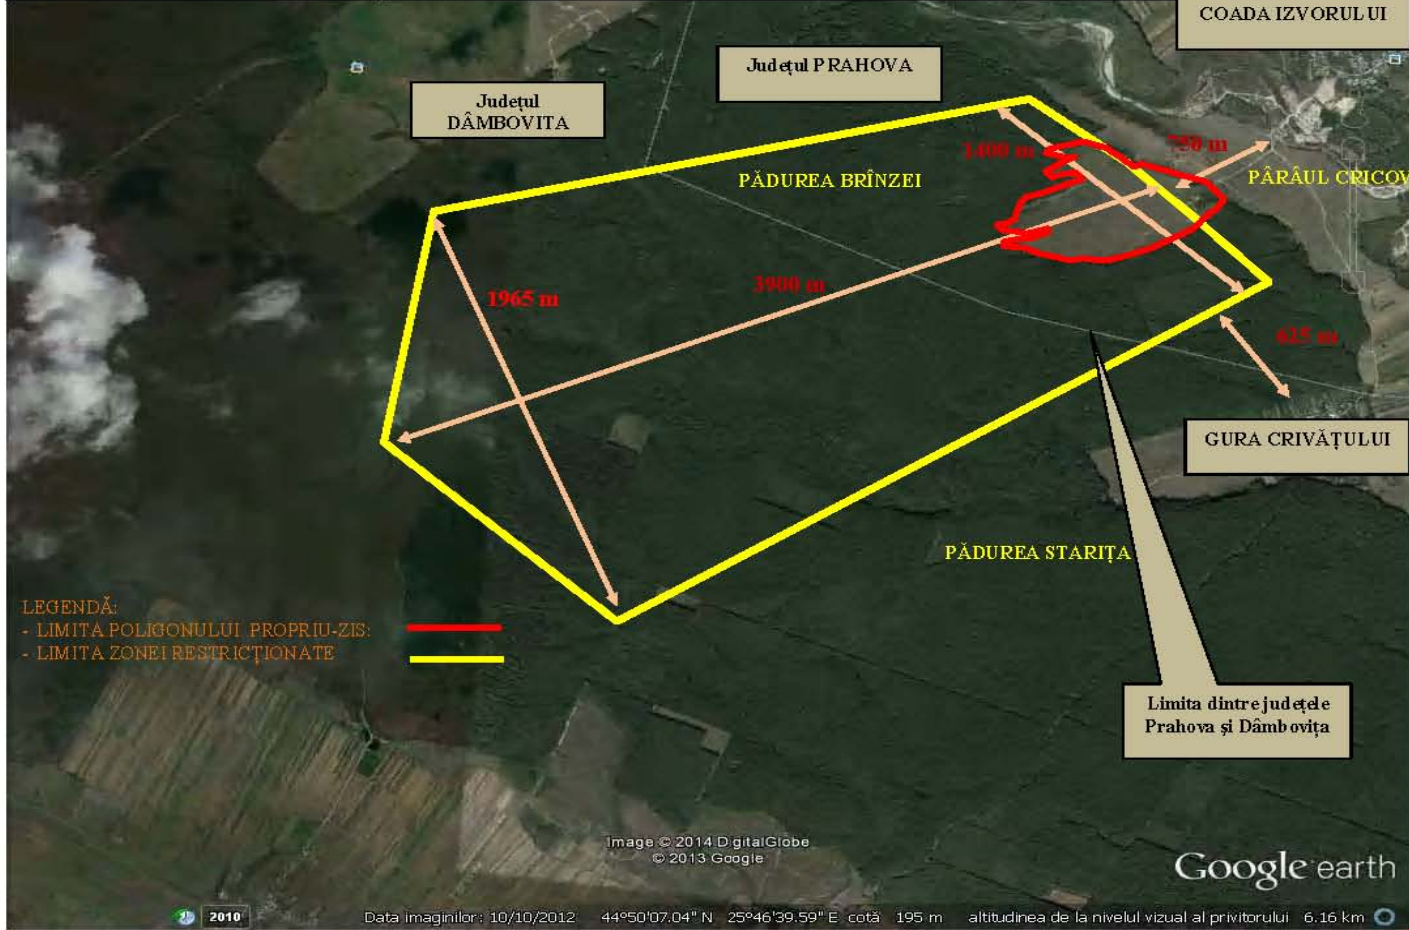 COADA IZVORULUI
Județul PRAHOVA
Județul
DÂMBOVITA
1400 m
750 m
PĂDUREA BRÎNZEI
PÂRÂUL CRICOV
1965 m
3900 m
615 m
GURA CRIVĂȚULUI
PĂDUREA STARIȚA
LEGENDĂ:
- LIMITA POLIGONULUI PROPRIU-ZIS:
- LIMITA ZONEI RESTRICȚIONATE
Limita dintre județele
Prahova și Dâmbovița
Image © 2014 DigitalGlobe
© 2013 Google
Google earth
2010
Data imaginilor: 10/10/2012 44°50'07.04" N 25°46'39.59" E cotă 195 m altitudinea de la nivelul vizual al privitorului 6.16 km